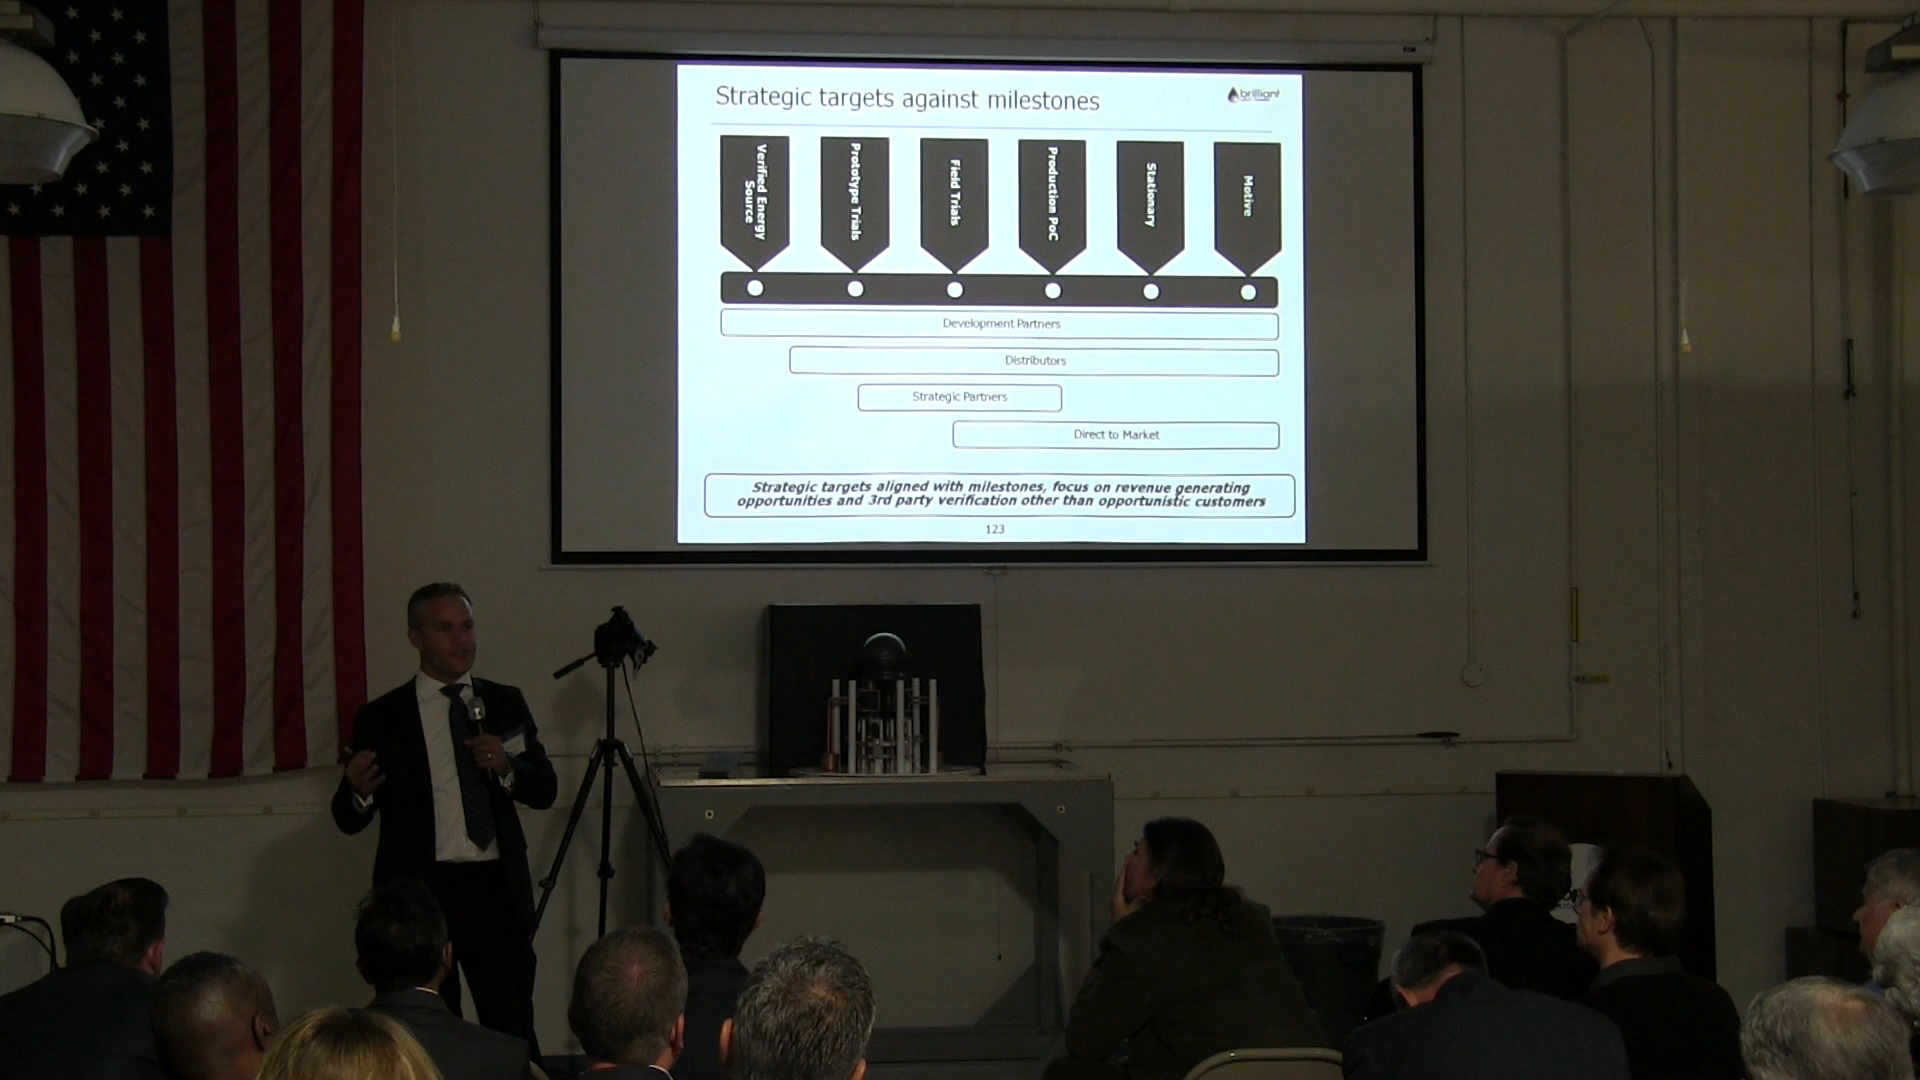 Strategic targets against milestones
brilliant
Verified Energy
Source
Prototype Trials
Field Trials
Production PoC
Stationary
Motive
Development Partners
Distributors
Strategic Partners
Direct to Market
Strategic targets aligned with milestones, focus on revenue generating
opportunities and 3rd party verification other than opportunistic customers
123